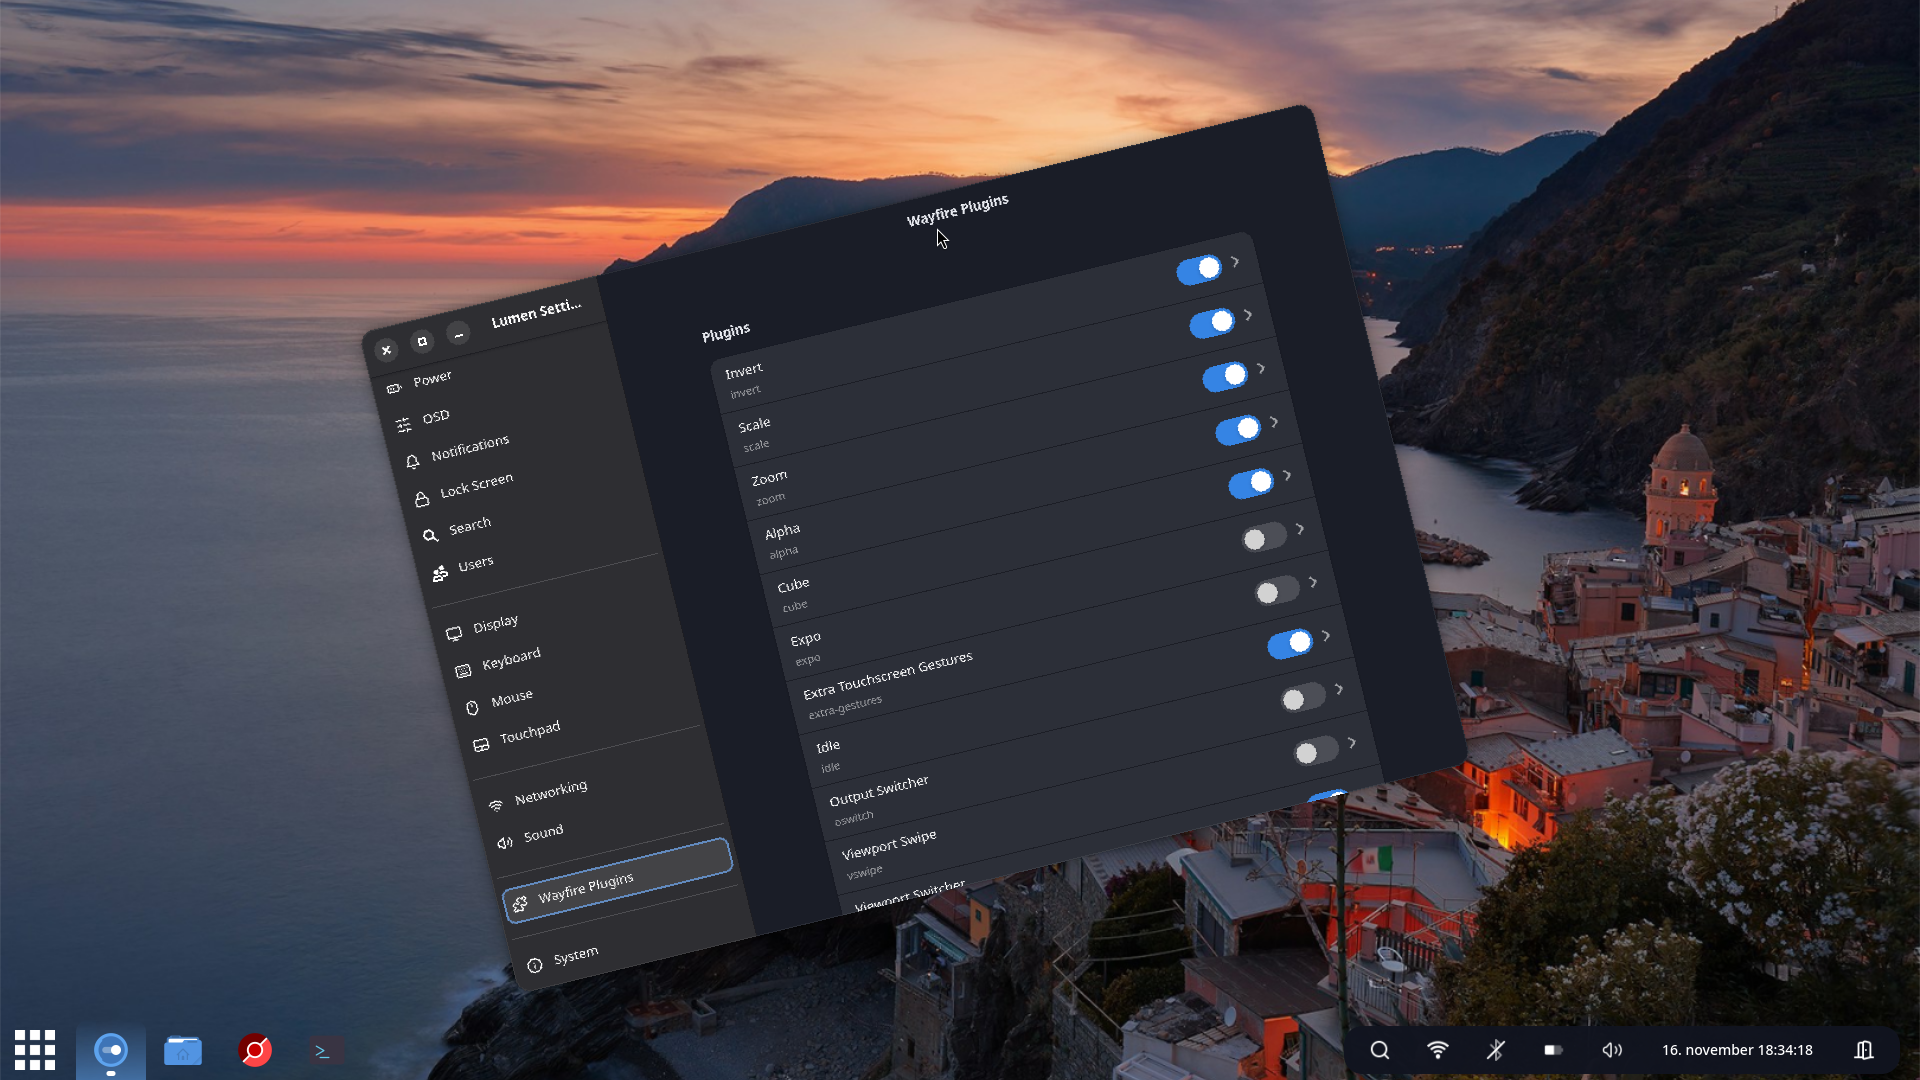 Lumen Setti...
Power
OSD
Notifications
Lock Screen
Search
Users
Display
Keyboard
Mouse
Touchpad
Networking
Sound
Wayfire Plugins
System
Wayfire Plugins
Plugins
Invert
invert
Scale
scale
Zoom
zoom
Alpha
alpha
Cube
cube
Expo
expo
Extra Touchscreen Gestures
extra-gestures
Idle
idle
Output Switcher
oswitch
Viewport Swipe
vswipe
Viewport Switcher
>_
16. november 18:34:18